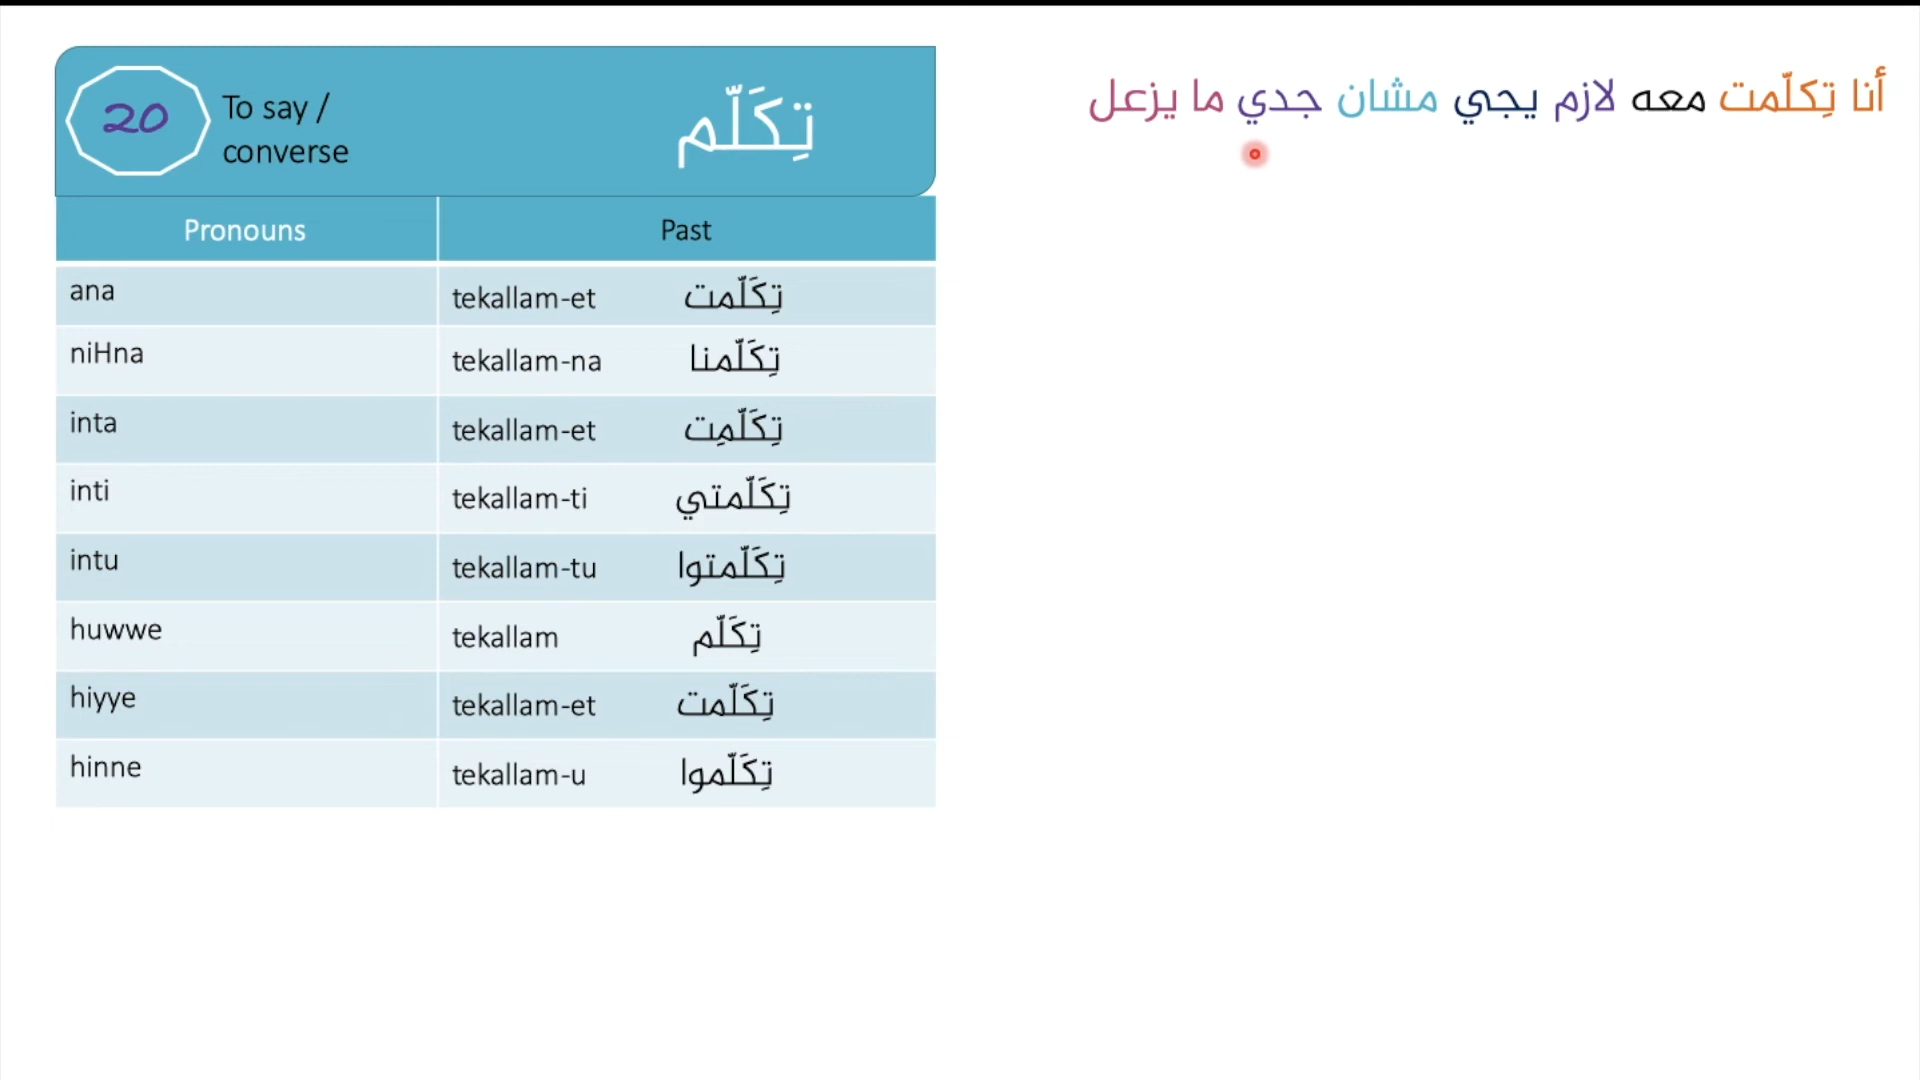 20
To say /
converse
تِكَلّم
Pronouns Past
ana tekallam-et تِكَلّمت
niHna tekallam-na تِكَلّمنا
inta tekallam-et تِكَلّمِت
inti tekallam-ti تِكَلّمتي
intu tekallam-tu تِكَلّمتوا
huwwe tekallam تِكَلّم
hiyye tekallam-et تِكَلّمت
hinne tekallam-u تِكَلّموا
أنا تِكلّمت معه لازم يجي مشان جدي ما يزعل